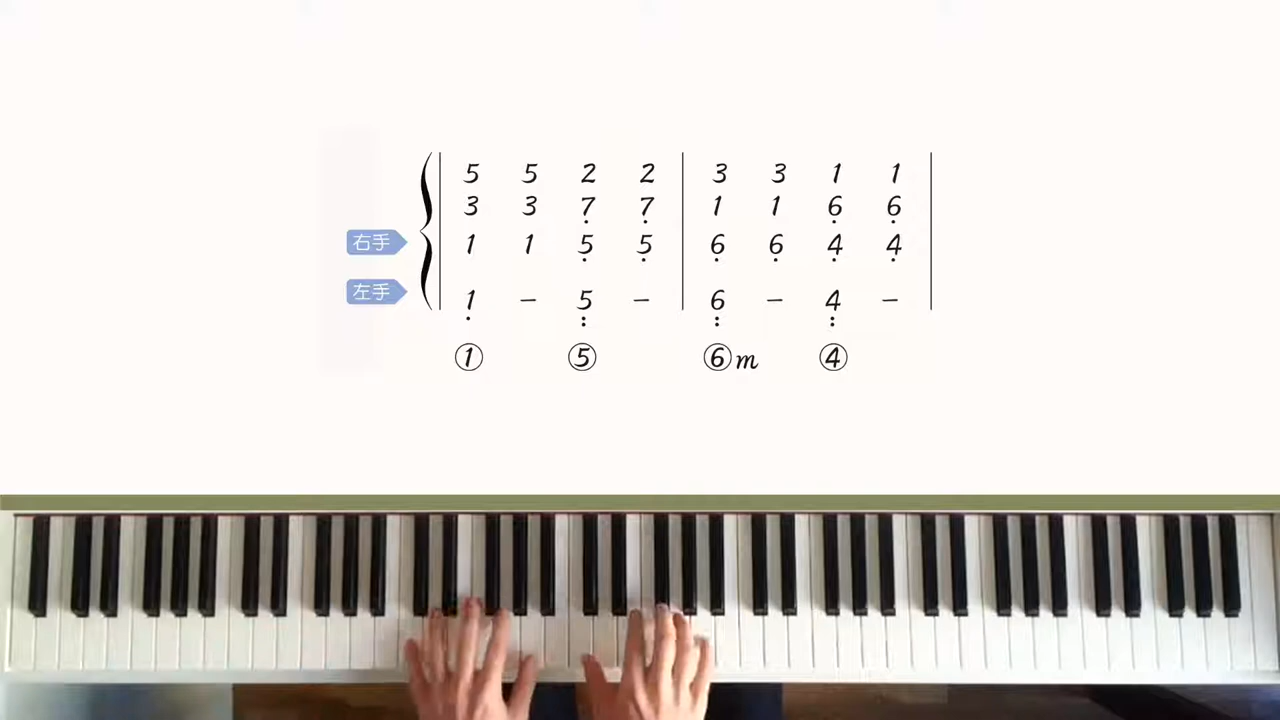 5 5 2 2 3 3 1 1
3 3 7̣ 7̣ 1 1 6̣ 6̣
右手 1 1 5̣ 5̣ 6̣ 6̣ 4̣ 4̣
左手 1̣ – 5̣̣ – 6̣̣ – 4̣̣ –
① ⑤ ⑥m ④